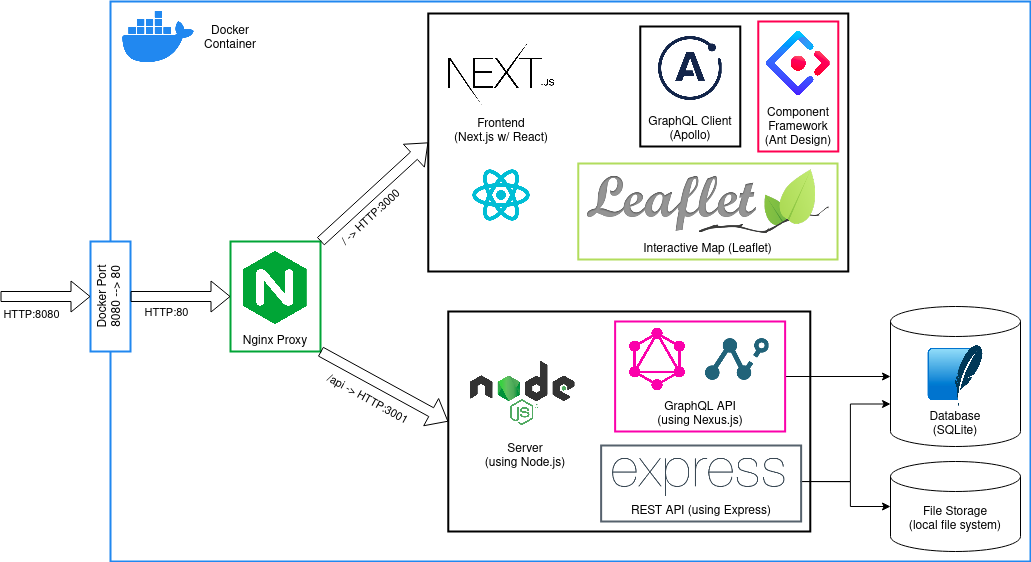 Docker
Container
NEXT.JS
Frontend
(Next.js w/ React)
GraphQL Client
(Apollo)
Component
Framework
(Ant Design)
Leaflet
Interactive Map (Leaflet)
/ -> HTTP:3000
HTTP:8080
Docker Port
8080 --> 80
HTTP:80
N
Nginx Proxy
/api -> HTTP:3001
node
JS
Server
(using Node.js)
GraphQL API
(using Nexus.js)
express
REST API (using Express)
Database
(SQLite)
File Storage
(local file system)